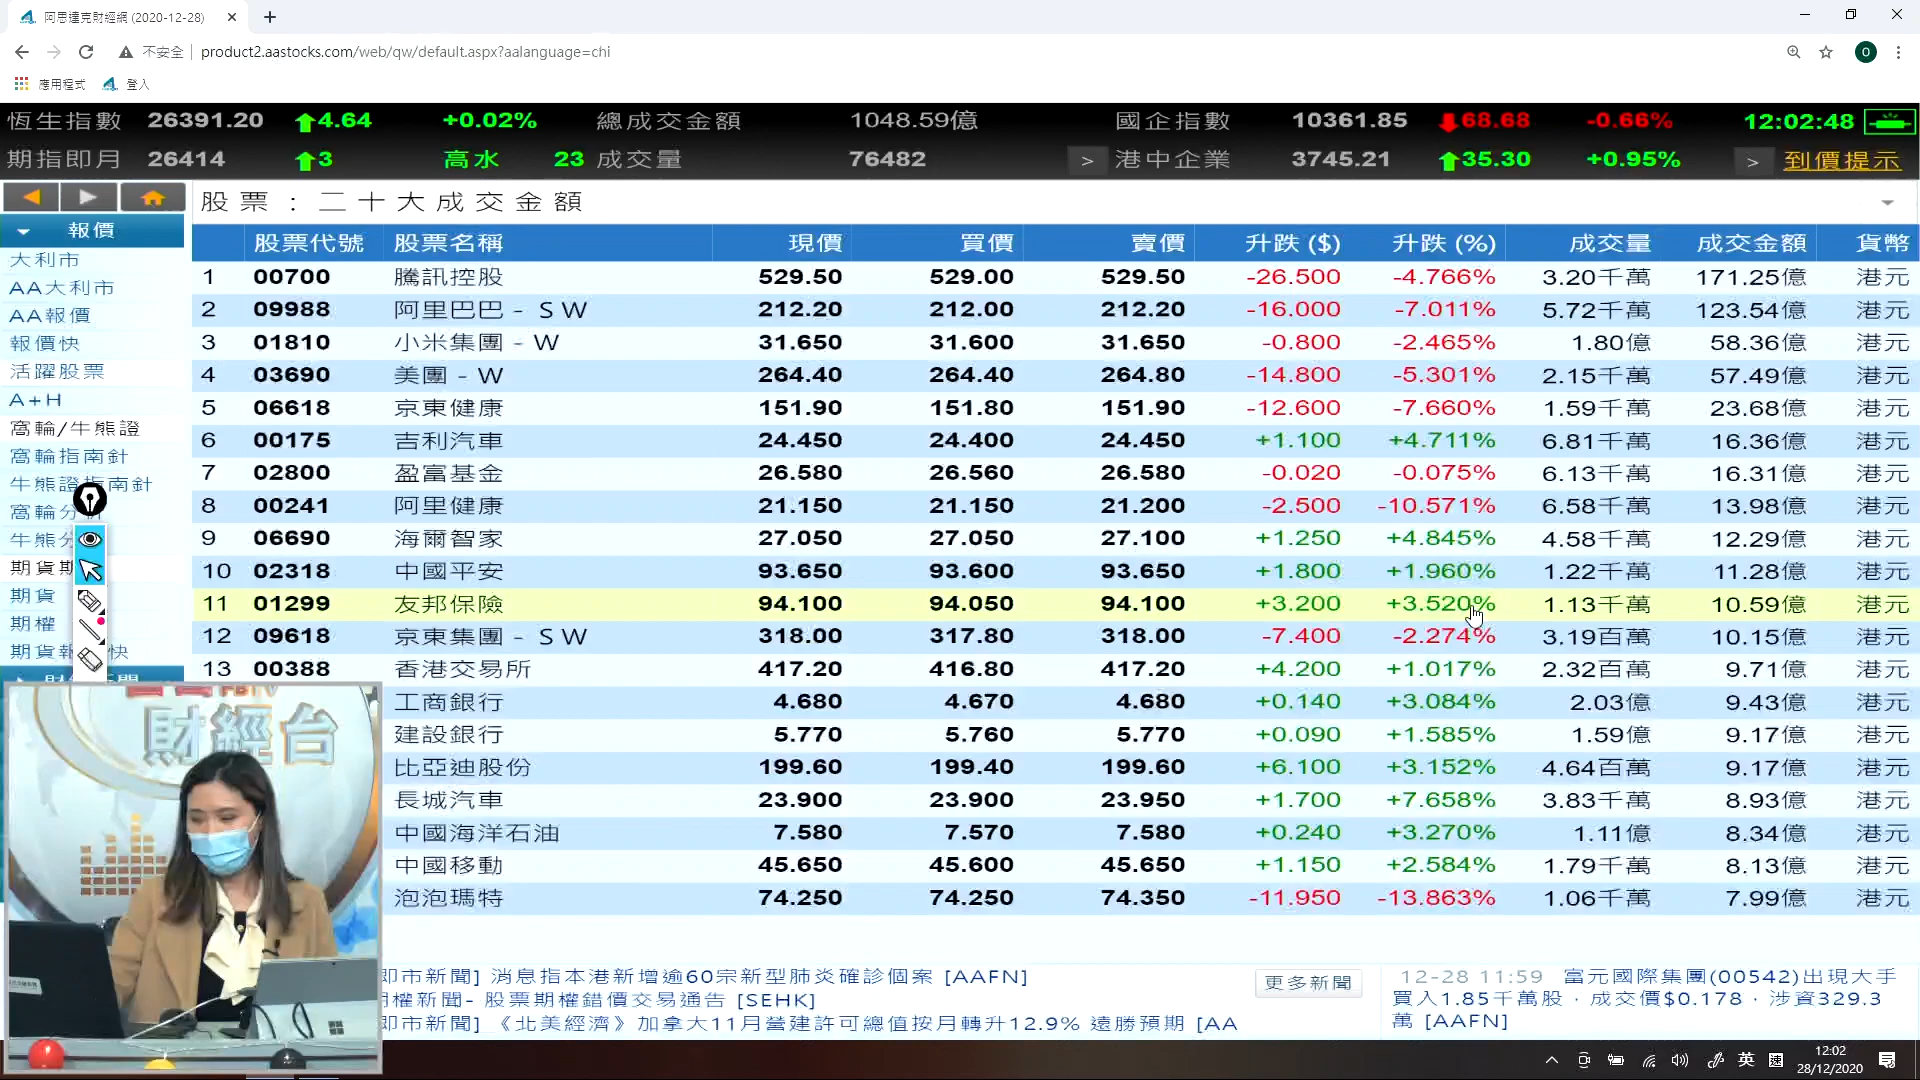 阿思達克財經網 (2020-12-28)
不安全 product2.aastocks.com/web/qw/default.aspx?aalanguage=chi
應用程式 登入
恆生指數 26391.20 4.64 +0.02% 總成交金額 1048.59億 國企指數 10361.85 68.68 -0.66% 12:02:48
期指即月 26414 3 高水 23 成交量 76482 > 港中企業 3745.21 35.30 +0.95% > 到價提示
股票：二十大成交金額
報價
大利市
AA大利市
AA報價
報價快
活躍股票
A+H
窩輪/牛熊證
窩輪指南針
牛熊證指南針
窩輪分
牛熊分
期貨期
期貨
期權
期貨報 快
股票代號 股票名稱 現價 買價 賣價 升跌 ($) 升跌 (%) 成交量 成交金額 貨幣
1 00700 騰訊控股 529.50 529.00 529.50 -26.500 -4.766% 3.20千萬 171.25億 港元
2 09988 阿里巴巴 - S W 212.20 212.00 212.20 -16.000 -7.011% 5.72千萬 123.54億 港元
3 01810 小米集團 - W 31.650 31.600 31.650 -0.800 -2.465% 1.80億 58.36億 港元
4 03690 美團 - W 264.40 264.40 264.80 -14.800 -5.301% 2.15千萬 57.49億 港元
5 06618 京東健康 151.90 151.80 151.90 -12.600 -7.660% 1.59千萬 23.68億 港元
6 00175 吉利汽車 24.450 24.400 24.450 +1.100 +4.711% 6.81千萬 16.36億 港元
7 02800 盈富基金 26.580 26.560 26.580 -0.020 -0.075% 6.13千萬 16.31億 港元
8 00241 阿里健康 21.150 21.150 21.200 -2.500 -10.571% 6.58千萬 13.98億 港元
9 06690 海爾智家 27.050 27.050 27.100 +1.250 +4.845% 4.58千萬 12.29億 港元
10 02318 中國平安 93.650 93.600 93.650 +1.800 +1.960% 1.22千萬 11.28億 港元
11 01299 友邦保險 94.100 94.050 94.100 +3.200 +3.520% 1.13千萬 10.59億 港元
12 09618 京東集團 - S W 318.00 317.80 318.00 -7.400 -2.274% 3.19百萬 10.15億 港元
13 00388 香港交易所 417.20 416.80 417.20 +4.200 +1.017% 2.32百萬 9.71億 港元
工商銀行 4.680 4.670 4.680 +0.140 +3.084% 2.03億 9.43億 港元
建設銀行 5.770 5.760 5.770 +0.090 +1.585% 1.59億 9.17億 港元
比亞迪股份 199.60 199.40 199.60 +6.100 +3.152% 4.64百萬 9.17億 港元
長城汽車 23.900 23.900 23.950 +1.700 +7.658% 3.83千萬 8.93億 港元
中國海洋石油 7.580 7.570 7.580 +0.240 +3.270% 1.11億 8.34億 港元
中國移動 45.650 45.600 45.650 +1.150 +2.584% 1.79千萬 8.13億 港元
泡泡瑪特 74.250 74.250 74.350 -11.950 -13.863% 1.06千萬 7.99億 港元
財經台
即市新聞] 消息指本港新增逾60宗新型肺炎確診個案 [AAFN]
權新聞- 股票期權錯價交易通告 [SEHK]
即市新聞] 《北美經濟》加拿大11月營建許可總值按月轉升12.9% 遠勝預期 [AA
更多新聞
12-28 11:59 富元國際集團(00542)出現大手
買入1.85千萬股，成交價$0.178，涉資329.3
萬 [AAFN]
英 12:02
28/12/2020